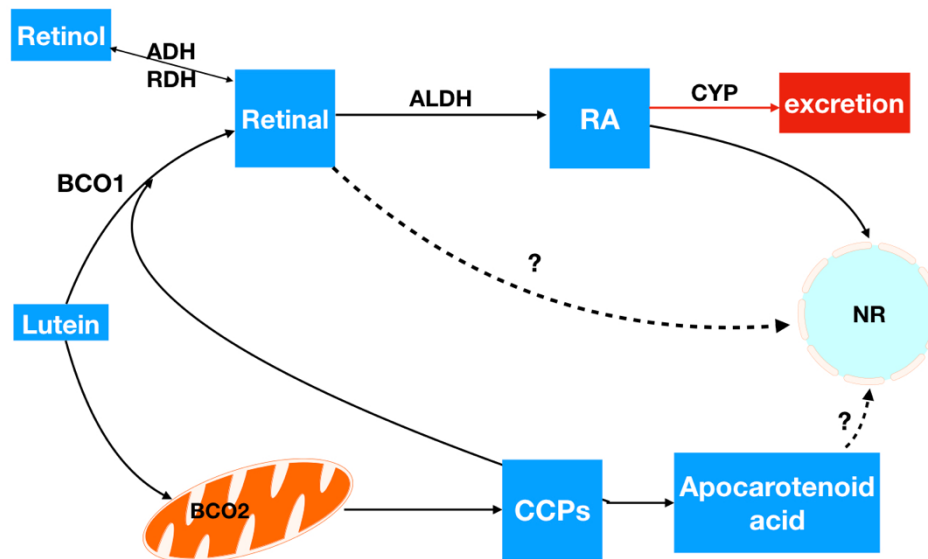 Retinol
ADH
RDH
Retinal
ALDH
RA
CYP
excretion
BCO1
?
Lutein
NR
?
BCO2
CCPs
Apocarotenoid
acid